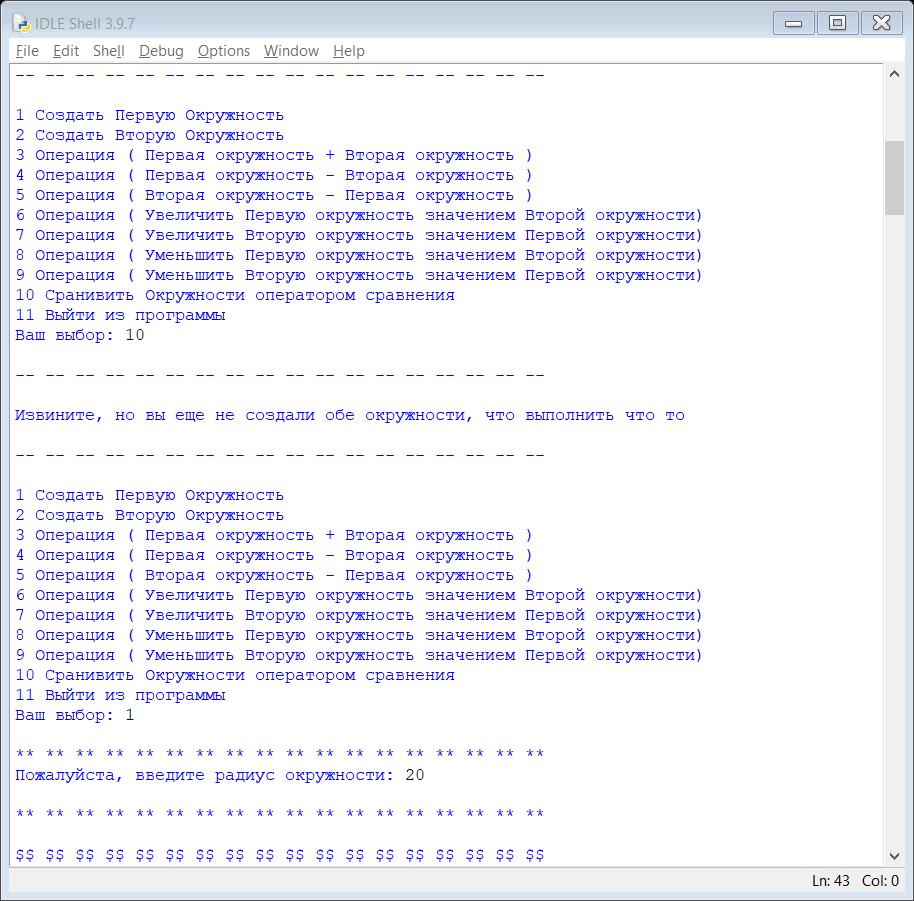 IDLE Shell 3.9.7
File Edit Shell Debug Options Window Help
-- -- -- -- -- -- -- -- -- -- -- -- -- -- -- -- -- --
1 Создать Первую Окружность
2 Создать Вторую Окружность
3 Операция ( Первая окружность + Вторая окружность )
4 Операция ( Первая окружность - Вторая окружность )
5 Операция ( Вторая окружность - Первая окружность )
6 Операция ( Увеличить Первую окружность значением Второй окружности)
7 Операция ( Увеличить Вторую окружность значением Первой окружности)
8 Операция ( Уменьшить Первую окружность значением Второй окружности)
9 Операция ( Уменьшить Вторую окружность значением Первой окружности)
10 Сранивить Окружности оператором сравнения
11 Выйти из программы
Ваш выбор: 10
-- -- -- -- -- -- -- -- -- -- -- -- -- -- -- -- -- --
Извините, но вы еще не создали обе окружности, что выполнить что то
-- -- -- -- -- -- -- -- -- -- -- -- -- -- -- -- -- --
1 Создать Первую Окружность
2 Создать Вторую Окружность
3 Операция ( Первая окружность + Вторая окружность )
4 Операция ( Первая окружность - Вторая окружность )
5 Операция ( Вторая окружность - Первая окружность )
6 Операция ( Увеличить Первую окружность значением Второй окружности)
7 Операция ( Увеличить Вторую окружность значением Первой окружности)
8 Операция ( Уменьшить Первую окружность значением Второй окружности)
9 Операция ( Уменьшить Вторую окружность значением Первой окружности)
10 Сранивить Окружности оператором сравнения
11 Выйти из программы
Ваш выбор: 1
** ** ** ** ** ** ** ** ** ** ** ** ** ** ** ** ** **
Пожалуйста, введите радиус окружности: 20
** ** ** ** ** ** ** ** ** ** ** ** ** ** ** ** ** **
$$ $$ $$ $$ $$ $$ $$ $$ $$ $$ $$ $$ $$ $$ $$ $$ $$ $$
Ln: 43 Col: 0